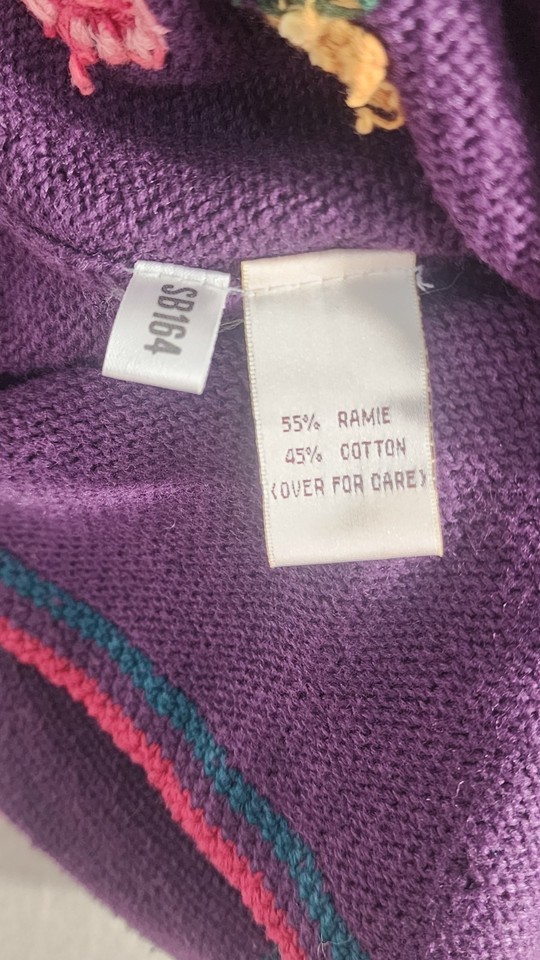 SB164
55% RAMIE
45% COTTON
(OVER FOR CARE)